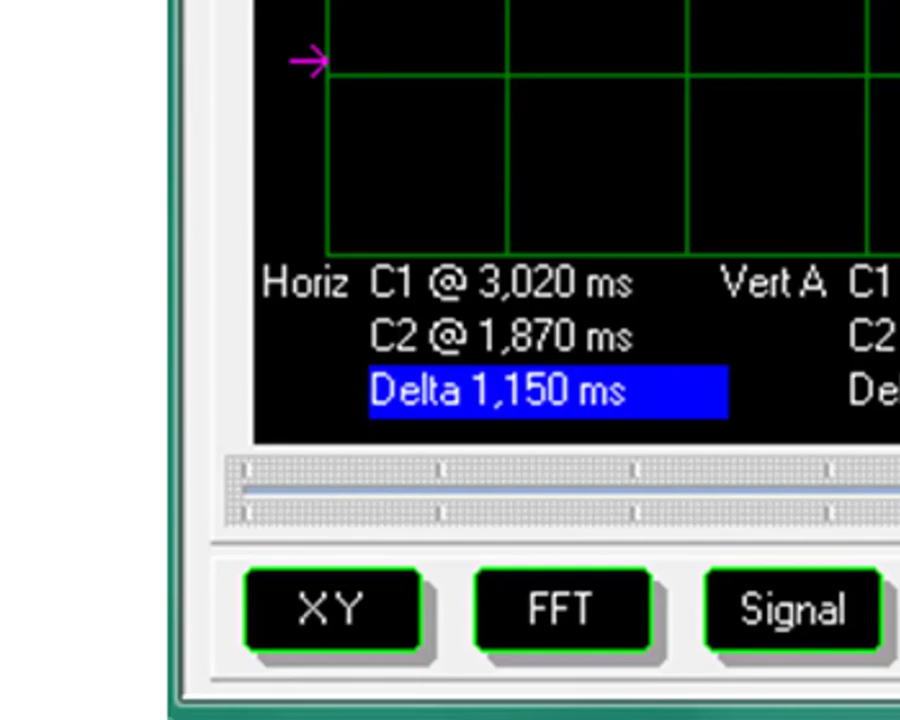 Horiz C1 @ 3,020 ms Vert A C1
C2 @ 1,870 ms C2
Delta 1,150 ms
XY FFT Signal